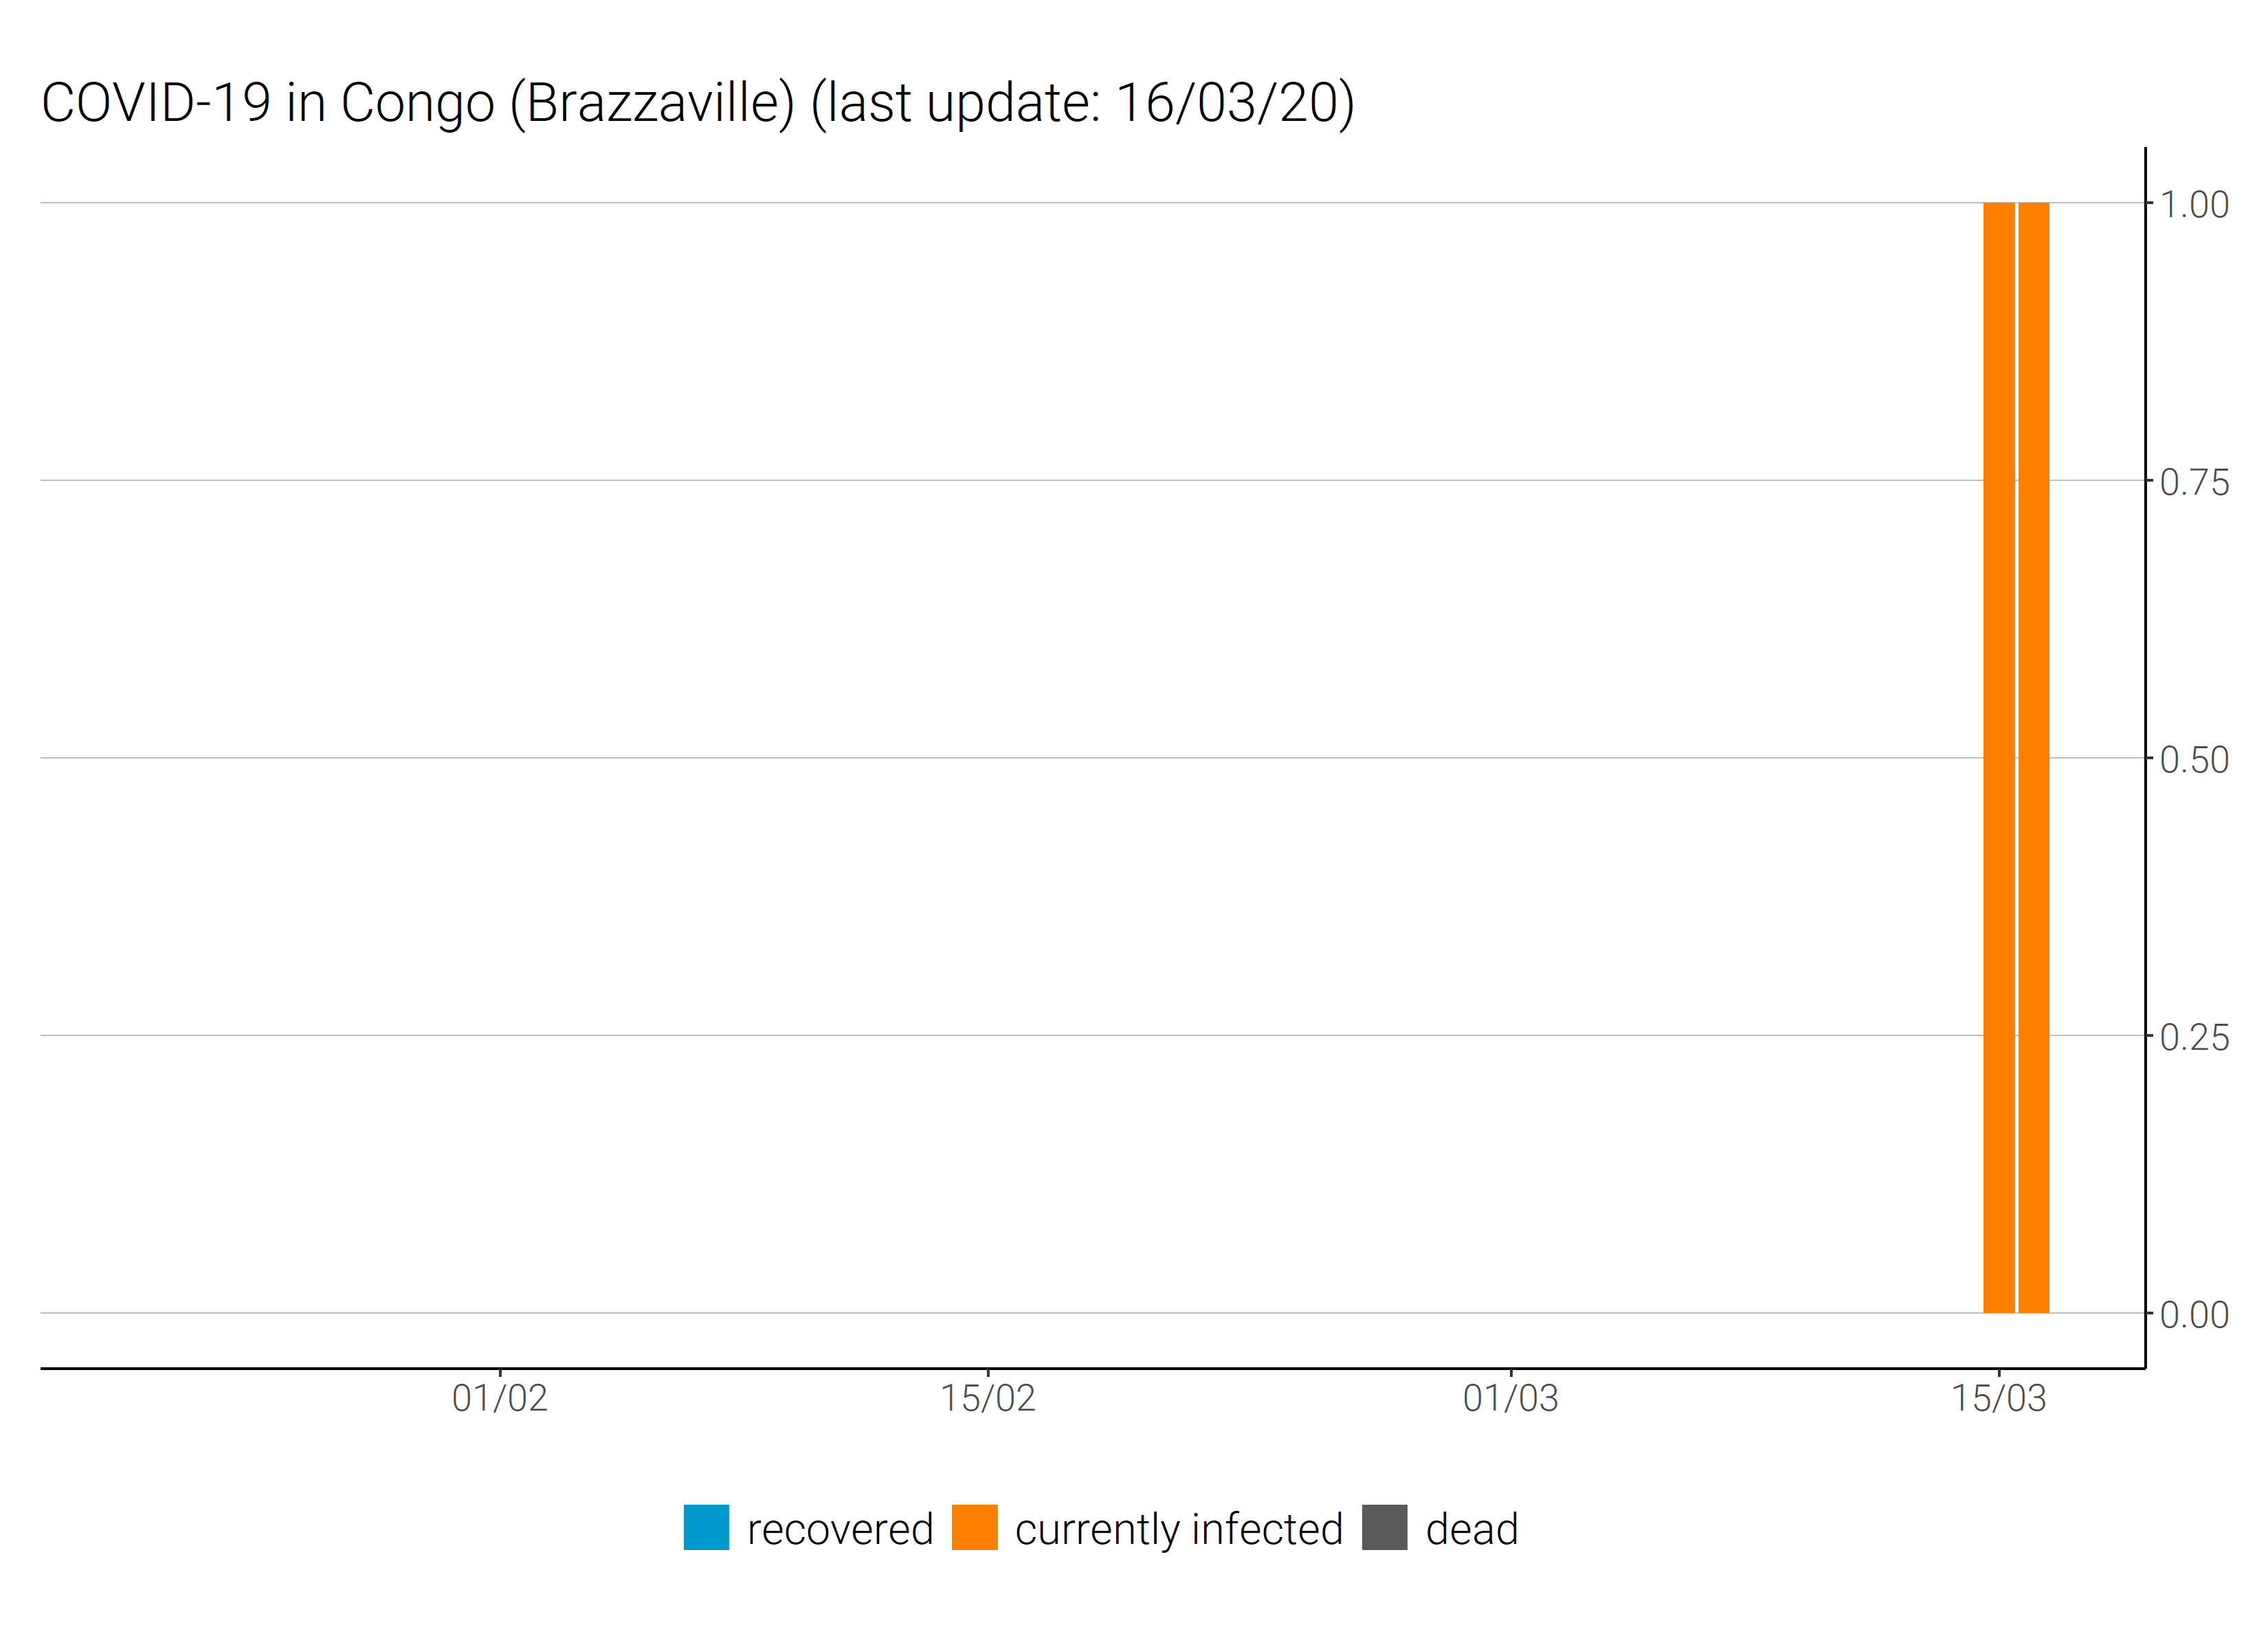 COVID-19 in Congo (Brazzaville) (last update: 16/03/20)
1.00
0.75
0.50
0.25
0.00
01/02 15/02 01/03 15/03
recovered currently infected dead